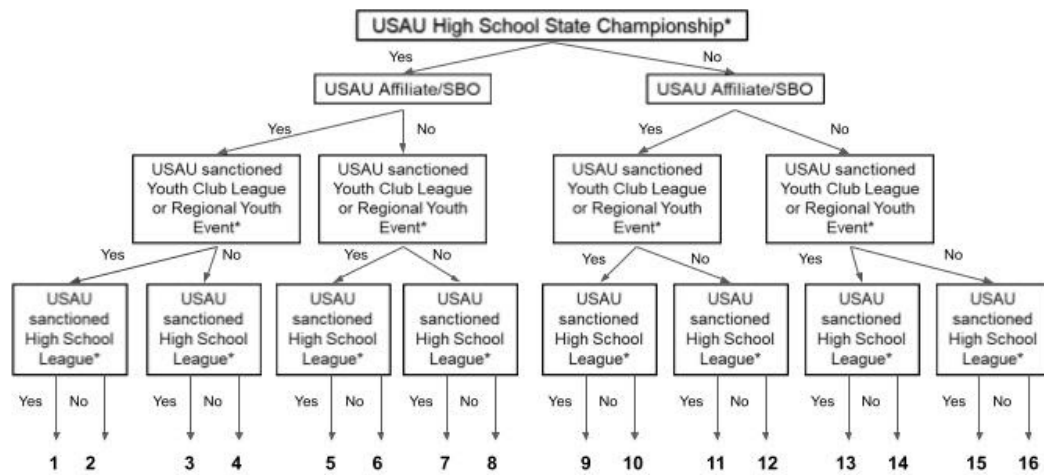 USAU High School State Championship*
Yes No
USAU Affiliate/SBO USAU Affiliate/SBO
Yes No Yes No
USAU sanctioned USAU sanctioned USAU sanctioned USAU sanctioned
Youth Club League Youth Club League Youth Club League Youth Club League
or Regional Youth or Regional Youth or Regional Youth or Regional Youth
Event* Event* Event* Event*
Yes No Yes No Yes No Yes No
USAU USAU USAU USAU USAU USAU USAU USAU
sanctioned sanctioned sanctioned sanctioned sanctioned sanctioned sanctioned sanctioned
High School High School High School High School High School High School High School High School
League* League* League* League* League* League* League* League*
Yes No Yes No Yes No Yes No Yes No Yes No Yes No Yes No
1 2 3 4 5 6 7 8 9 10 11 12 13 14 15 16